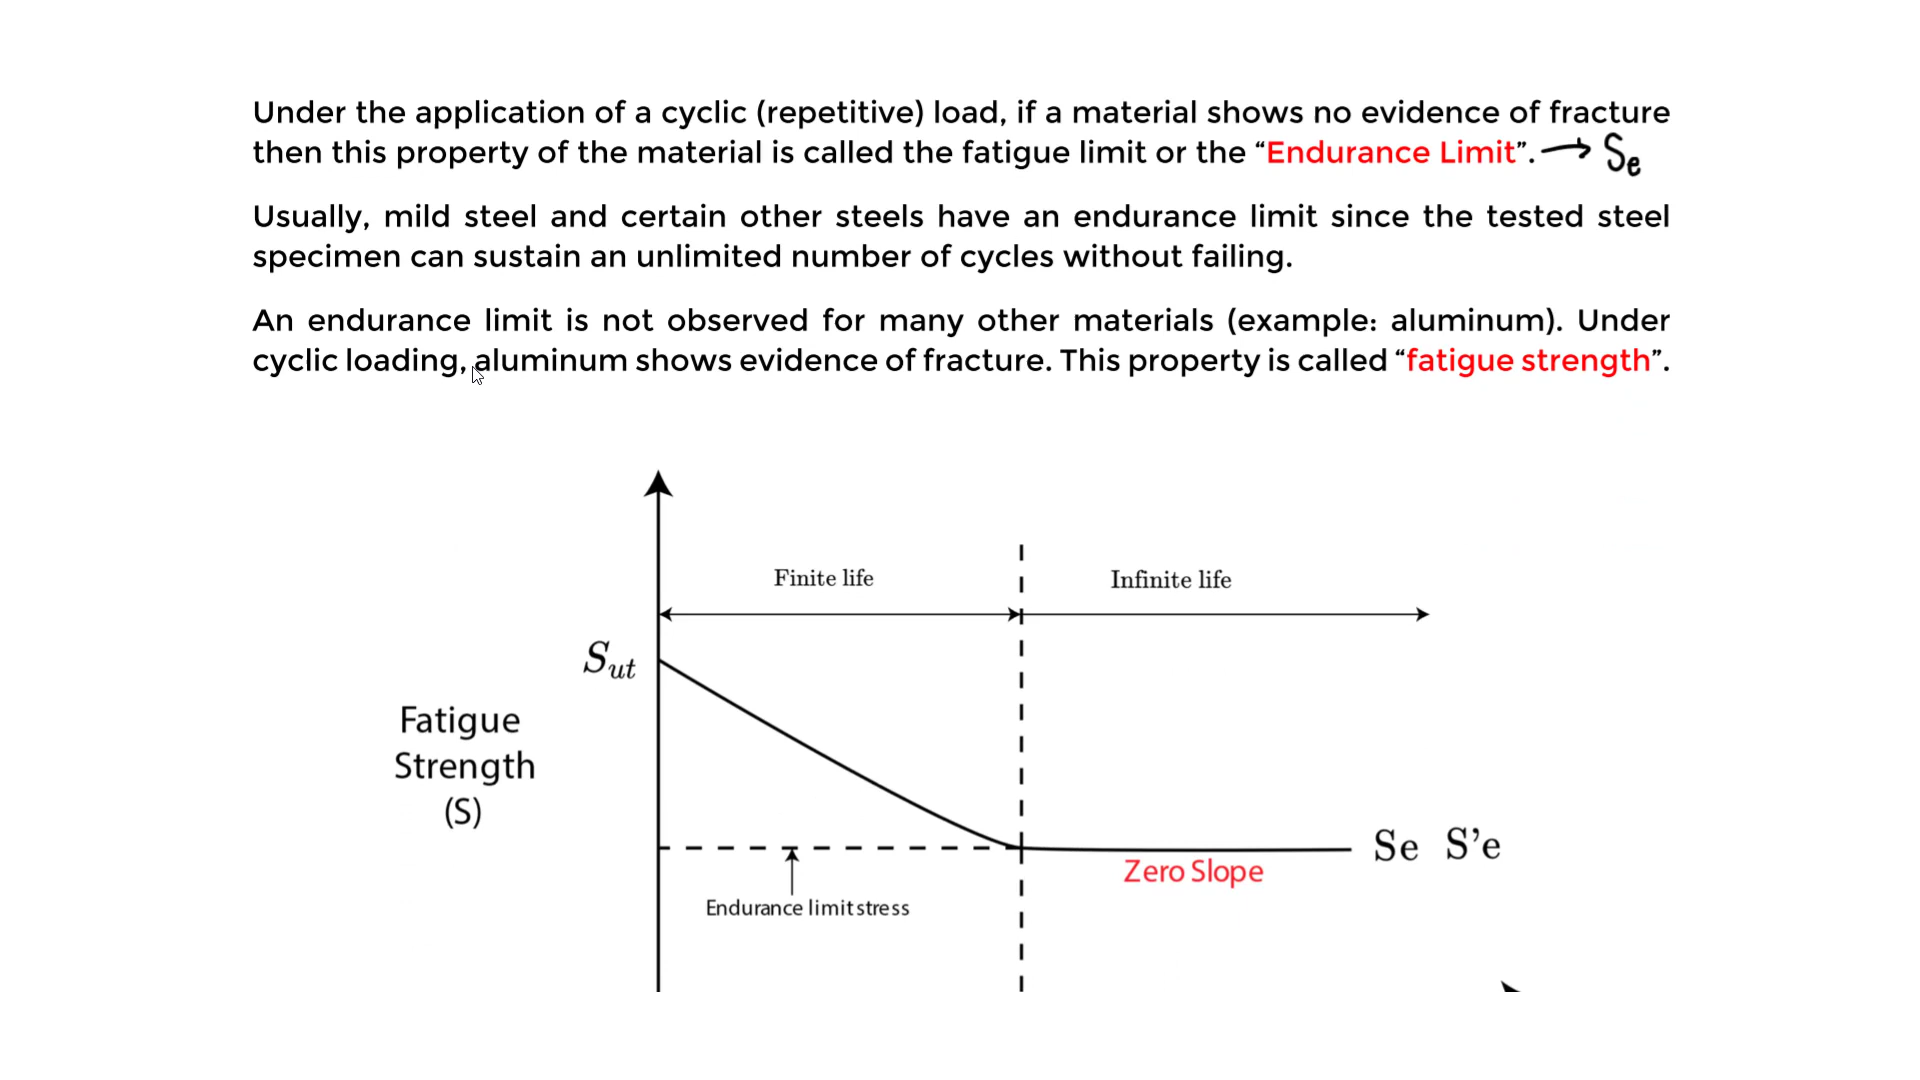 Under the application of a cyclic (repetitive) load, if a material shows no evidence of fracture
then this property of the material is called the fatigue limit or the “Endurance Limit”. → Se
Usually, mild steel and certain other steels have an endurance limit since the tested steel
specimen can sustain an unlimited number of cycles without failing.
An endurance limit is not observed for many other materials (example: aluminum). Under
cyclic loading, aluminum shows evidence of fracture. This property is called “fatigue strength”.
Finite life
Infinite life
Sut
Fatigue
Strength
(S)
Se S’e
Zero Slope
Endurance limit stress